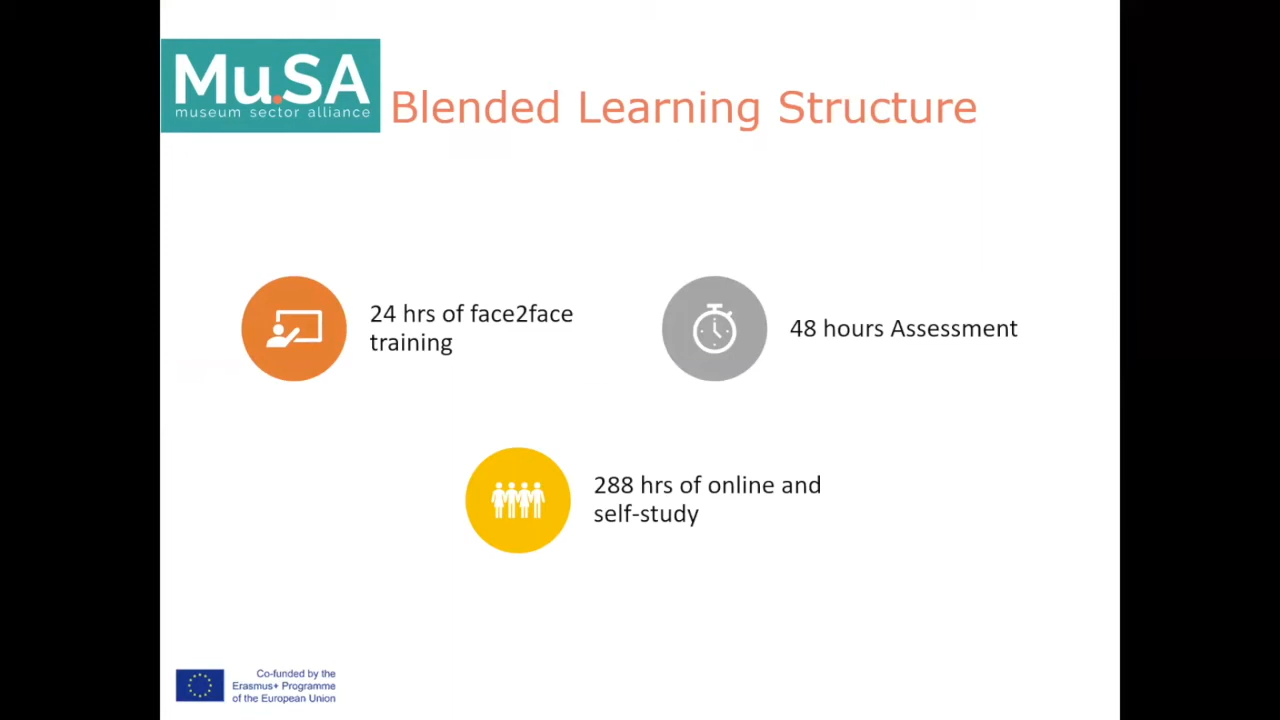 Mu.SA
museum sector alliance
Blended Learning Structure
24 hrs of face2face
training
48 hours Assessment
288 hrs of online and
self-study
Co-funded by the
Erasmus+ Programme
of the European Union